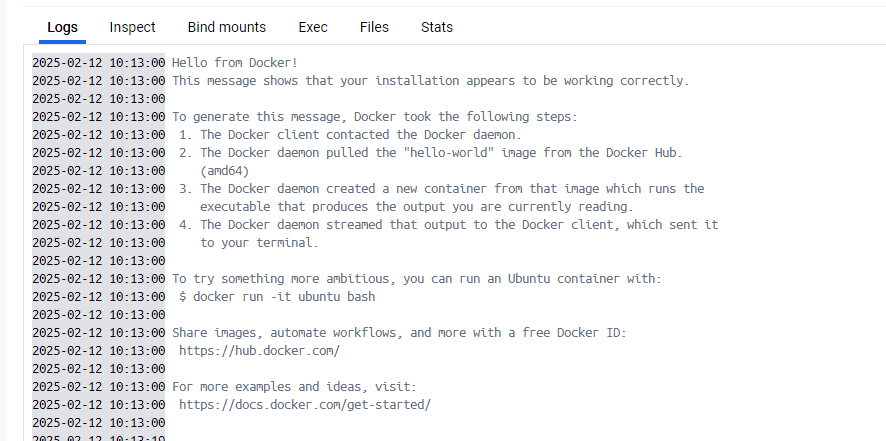 Logs Inspect Bind mounts Exec Files Stats
2025-02-12 10:13:00 Hello from Docker!
2025-02-12 10:13:00 This message shows that your installation appears to be working correctly.
2025-02-12 10:13:00
2025-02-12 10:13:00 To generate this message, Docker took the following steps:
2025-02-12 10:13:00 1. The Docker client contacted the Docker daemon.
2025-02-12 10:13:00 2. The Docker daemon pulled the "hello-world" image from the Docker Hub.
2025-02-12 10:13:00 (amd64)
2025-02-12 10:13:00 3. The Docker daemon created a new container from that image which runs the
2025-02-12 10:13:00 executable that produces the output you are currently reading.
2025-02-12 10:13:00 4. The Docker daemon streamed that output to the Docker client, which sent it
2025-02-12 10:13:00 to your terminal.
2025-02-12 10:13:00
2025-02-12 10:13:00 To try something more ambitious, you can run an Ubuntu container with:
2025-02-12 10:13:00 $ docker run -it ubuntu bash
2025-02-12 10:13:00
2025-02-12 10:13:00 Share images, automate workflows, and more with a free Docker ID:
2025-02-12 10:13:00 https://hub.docker.com/
2025-02-12 10:13:00
2025-02-12 10:13:00 For more examples and ideas, visit:
2025-02-12 10:13:00 https://docs.docker.com/get-started/
2025-02-12 10:13:00